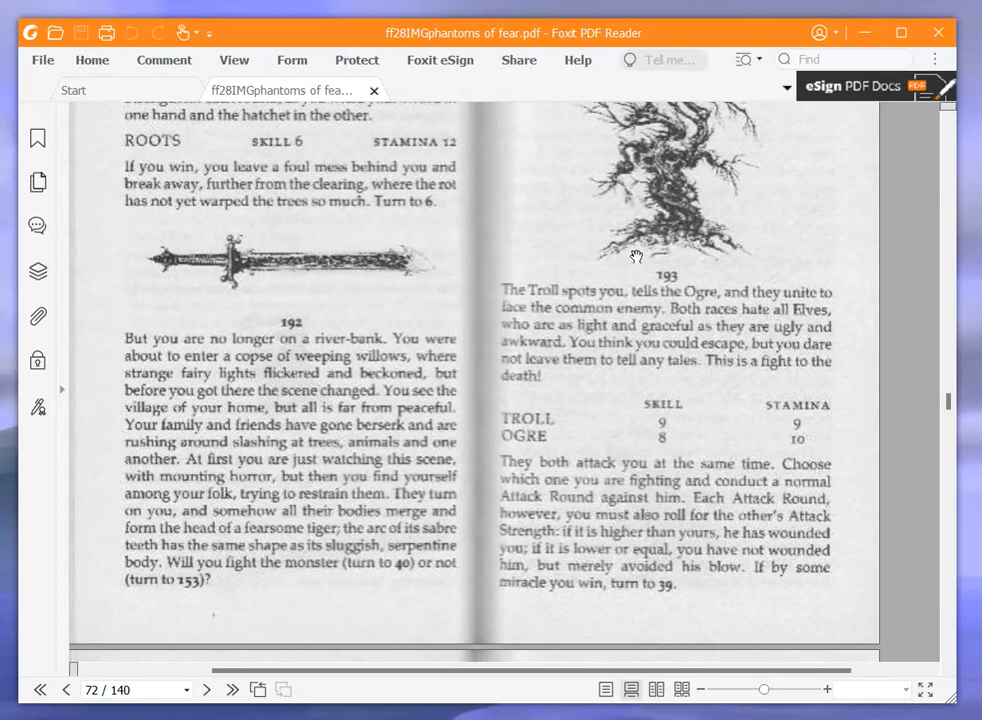 ff28IMGphantoms of fear.pdf - Foxit PDF Reader
File Home Comment View Form Protect Foxit eSign Share Help Tell me... Find
Start ff28IMGphantoms of fea... eSign PDF Docs
one hand and the hatchet in the other.
ROOTS SKILL 6 STAMINA 12
If you win, you leave a foul mess behind you and
break away, further from the clearing, where the rot
has not yet warped the trees so much. Turn to 6.
192
But you are no longer on a river-bank. You were
about to enter a copse of weeping willows, where
strange fairy lights flickered and beckoned, but
before you got there the scene changed. You see the
village of your home, but all is far from peaceful.
Your family and friends have gone berserk and are
rushing around slashing at trees, animals and one
another. At first you are just watching this scene,
with mounting horror, but then you find yourself
among your folk, trying to restrain them. They turn
on you, and somehow all their bodies merge and
form the head of a fearsome tiger; the arc of its sabre
teeth has the same shape as its sluggish, serpentine
body. Will you fight the monster (turn to 40) or not
(turn to 153)?
193
The Troll spots you, tells the Ogre, and they unite to
face the common enemy. Both races hate all Elves,
who are as light and graceful as they are ugly and
awkward. You think you could escape, but you dare
not leave them to tell any tales. This is a fight to the
death!
SKILL STAMINA
TROLL 9 9
OGRE 8 10
They both attack you at the same time. Choose
which one you are fighting and conduct a normal
Attack Round against him. Each Attack Round,
however, you must also roll for the other's Attack
Strength: if it is higher than yours, he has wounded
you; if it is lower or equal, you have not wounded
him, but merely avoided his blow. If by some
miracle you win, turn to 39.
72 / 140